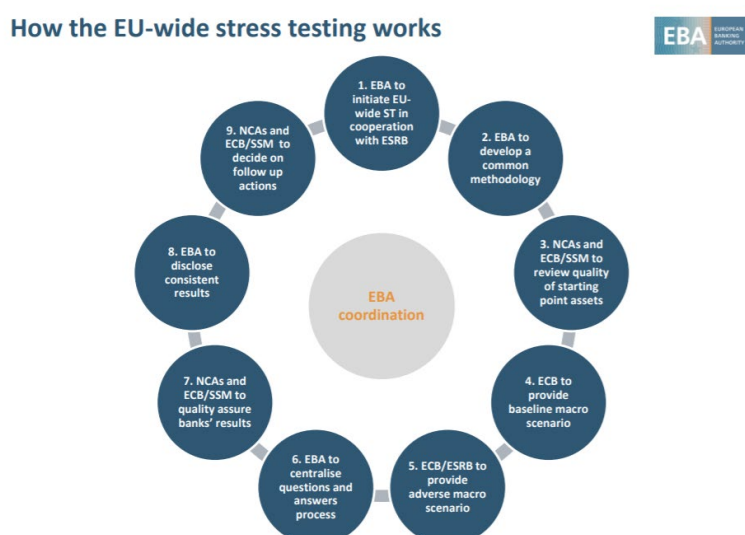 How the EU-wide stress testing works
EBA
EUROPEAN
BANKING
AUTHORITY
1. EBA to
initiate EU-
wide ST in
cooperation
with ESRB
2. EBA to
develop a
common
methodology
3. NCAs and
ECB/SSM to
review quality
of starting
point assets
4. ECB to
provide
baseline macro
scenario
5. ECB/ESRB to
provide
adverse macro
scenario
6. EBA to
centralise
questions and
answers
process
7. NCAs and
ECB/SSM to
quality assure
banks' results
8. EBA to
disclose
consistent
results
9. NCAs and
ECB/SSM to
decide on
follow up
actions
EBA
coordination